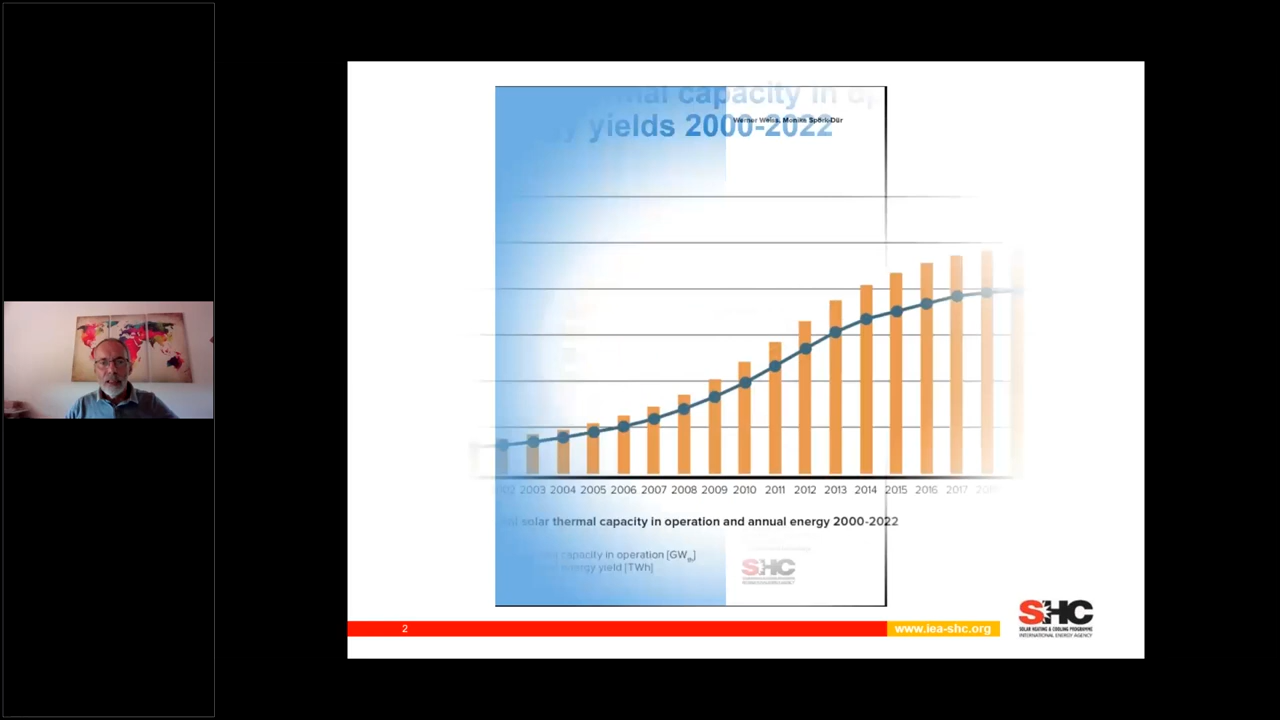 capacity in
yields 2000-2022
Werner Weiss, Monika Spörk-Dür
2003 2004 2005 2006 2007 2008 2009 2010 2011 2012 2013 2014 2015 2016 2017
solar thermal capacity in operation and annual energy 2000-2022
capacity in operation [GWth]
energy yield [TWh]
SHC
2
www.iea-shc.org
SHC
SOLAR HEATING & COOLING PROGRAMME
INTERNATIONAL ENERGY AGENCY